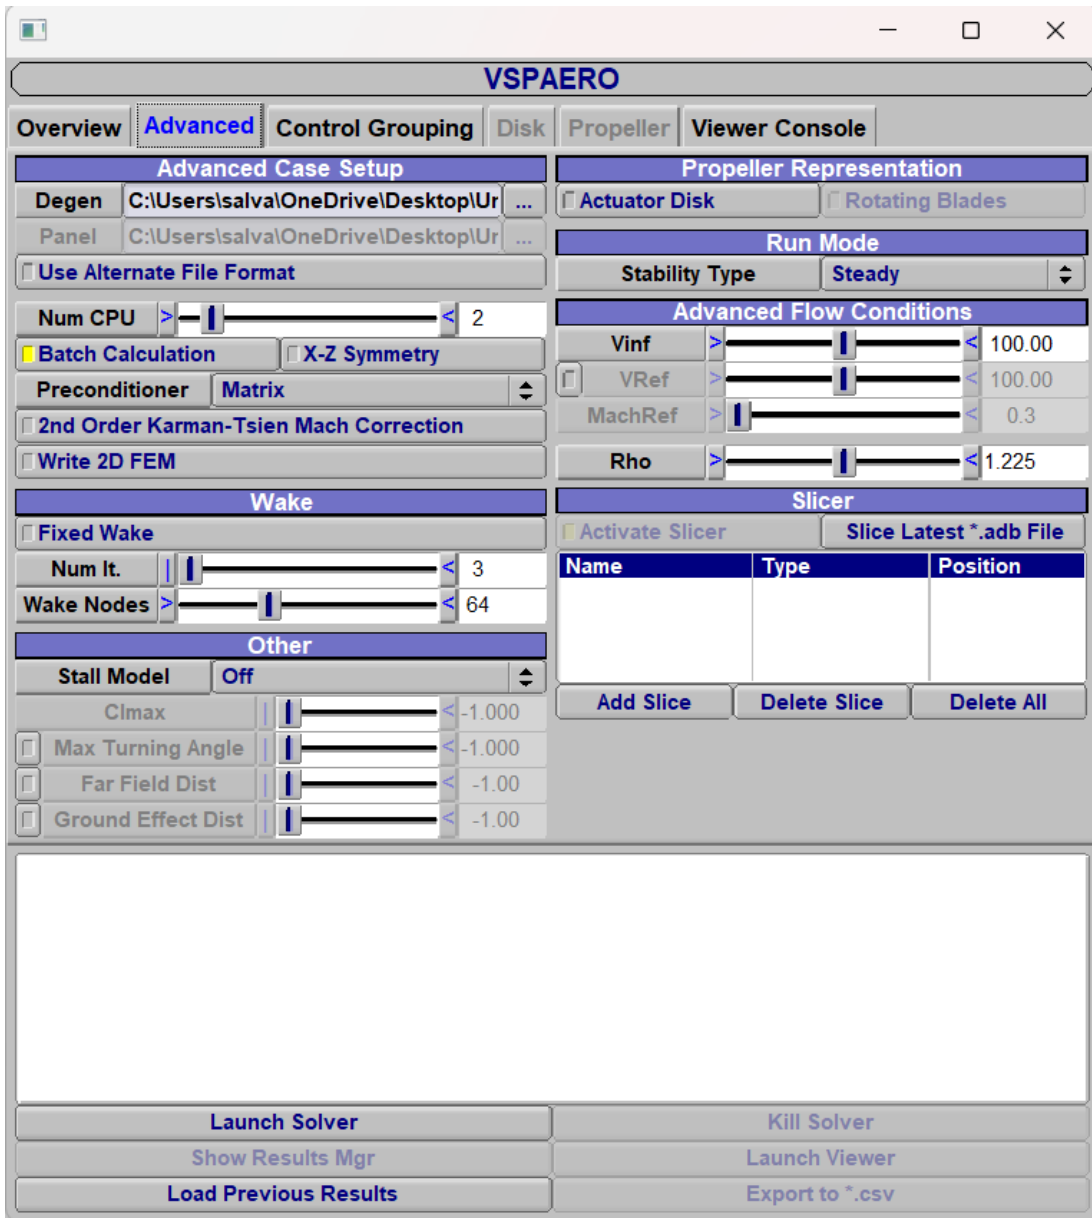 VSPAERO
Overview Advanced Control Grouping Disk Propeller Viewer Console
Advanced Case Setup
Degen C:\Users\salva\OneDrive\Desktop\Ur ...
Panel C:\Users\salva\OneDrive\Desktop\Ur ...
Use Alternate File Format
Num CPU > < 2
Batch Calculation X-Z Symmetry
Preconditioner Matrix
2nd Order Karman-Tsien Mach Correction
Write 2D FEM
Wake
Fixed Wake
Num It. | < 3
Wake Nodes > < 64
Other
Stall Model Off
Clmax | < -1.000
Max Turning Angle | < -1.000
Far Field Dist | < -1.00
Ground Effect Dist | < -1.00
Propeller Representation
Actuator Disk Rotating Blades
Run Mode
Stability Type Steady
Advanced Flow Conditions
Vinf > < 100.00
VRef > < 100.00
MachRef > < 0.3
Rho > < 1.225
Slicer
Activate Slicer Slice Latest *.adb File
Name Type Position
Add Slice Delete Slice Delete All
Launch Solver Kill Solver
Show Results Mgr Launch Viewer
Load Previous Results Export to *.csv